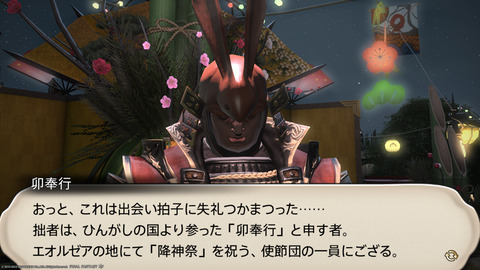 卯奉行
おっと、これは出会い拍子に失礼つかまつった……
拙者は、ひんがしの国より参った「卯奉行」と申す者。
エオルゼアの地にて「降神祭」を祝う、使節団の一員にござる。